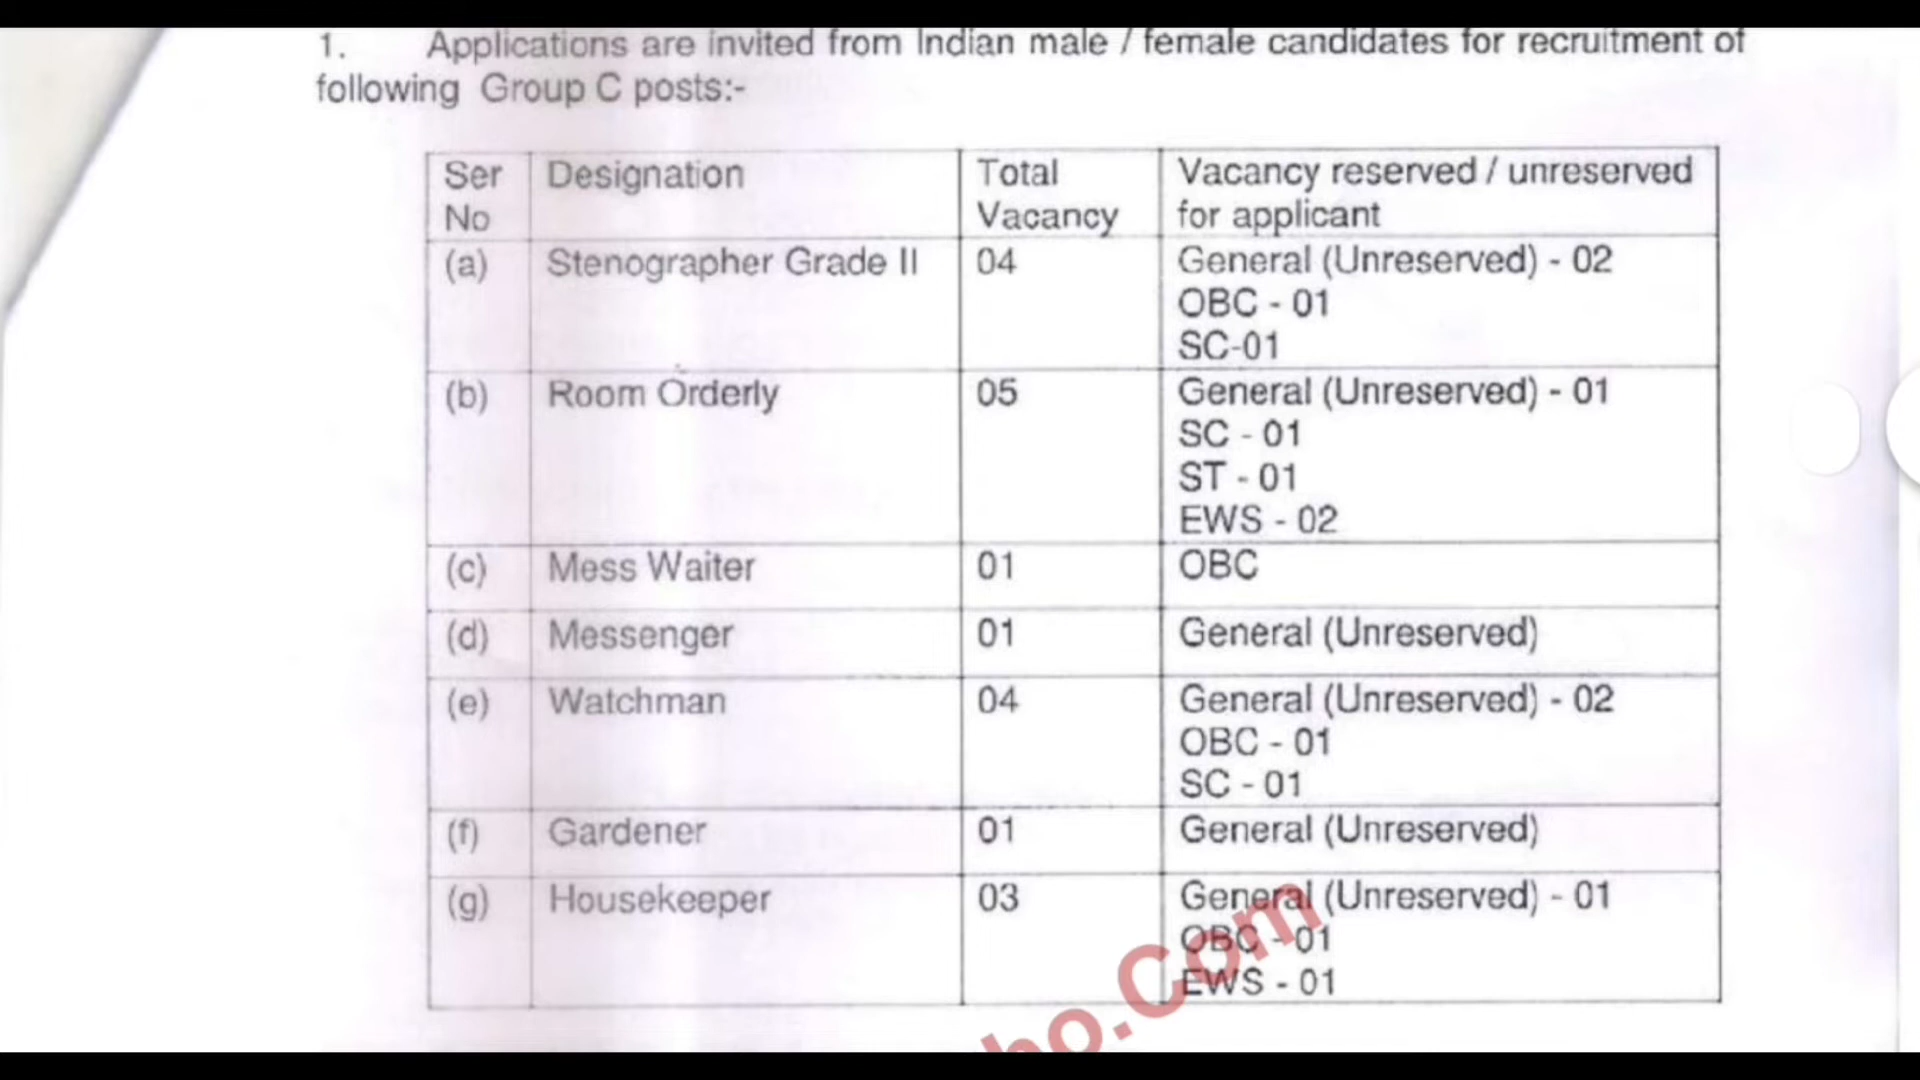 1. Applications are invited from Indian male / female candidates for recruitment of
following Group C posts:-
Ser No Designation Total Vacancy Vacancy reserved / unreserved for applicant
(a) Stenographer Grade II 04 General (Unreserved) - 02
OBC - 01
SC-01
(b) Room Orderly 05 General (Unreserved) - 01
SC - 01
ST - 01
EWS - 02
(c) Mess Waiter 01 OBC
(d) Messenger 01 General (Unreserved)
(e) Watchman 04 General (Unreserved) - 02
OBC - 01
SC - 01
(f) Gardener 01 General (Unreserved)
(g) Housekeeper 03 General (Unreserved) - 01
OBC - 01
EWS - 01